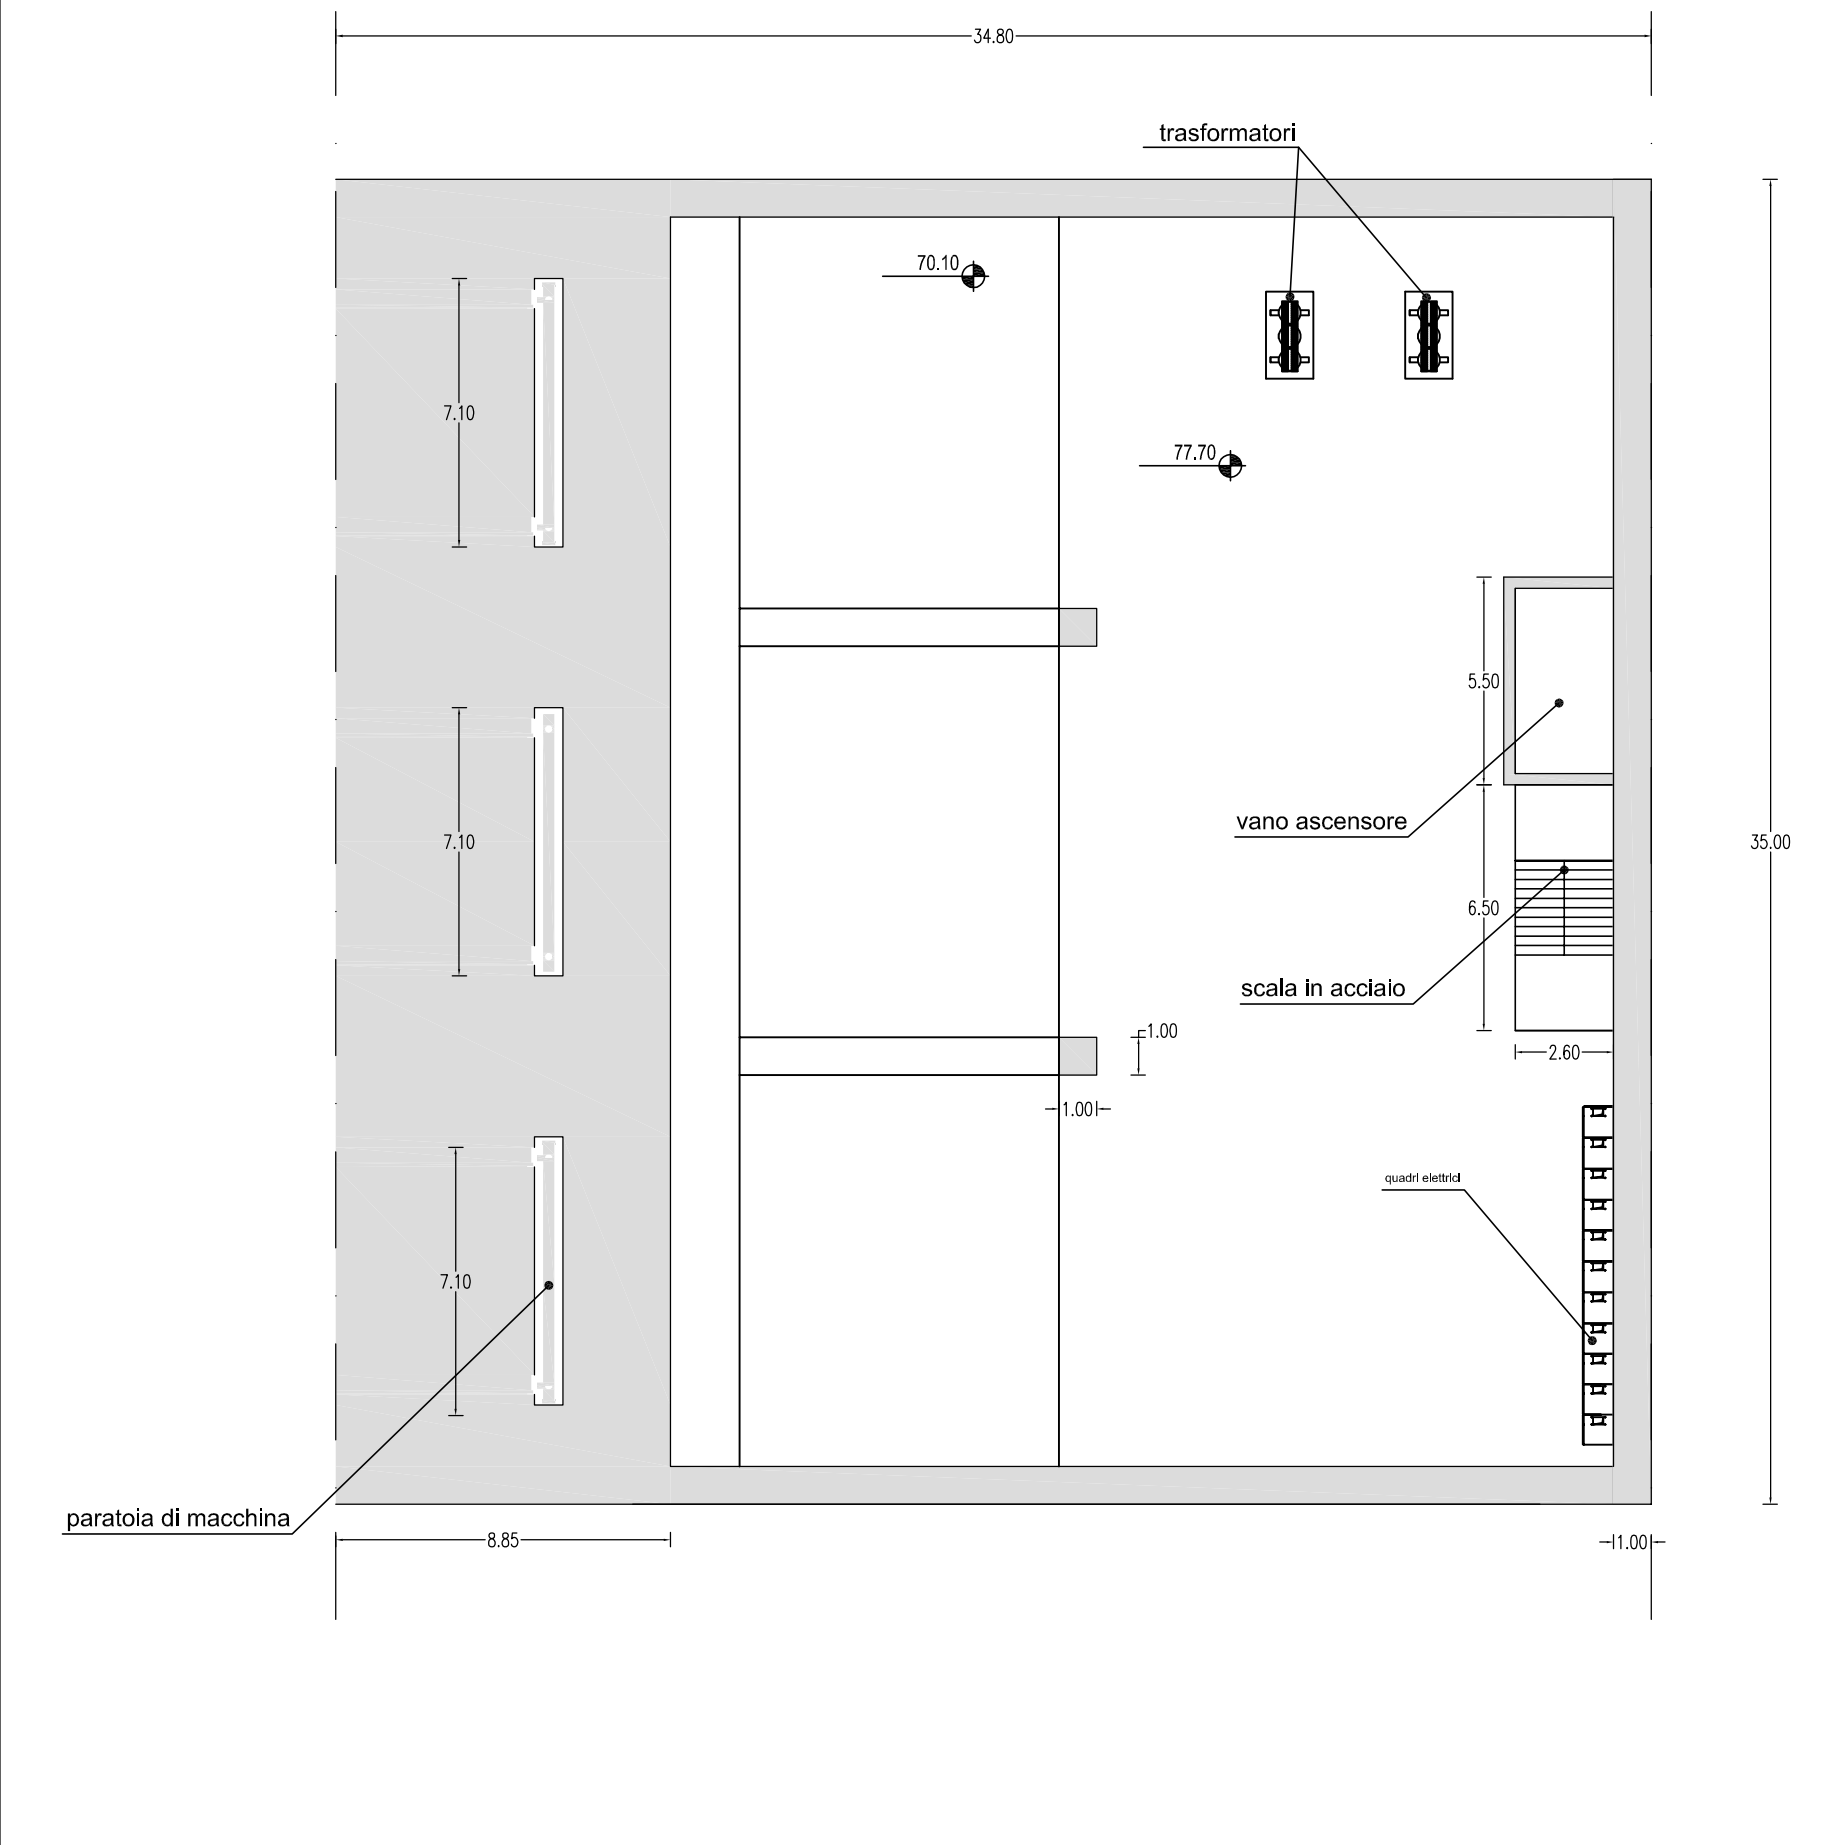 34.80
trasformatori
70.10
7.10
77.70
5.50
vano ascensore
35.00
7.10
6.50
scala in acciaio
1.00
2.60
1.00
quadri elettrici
7.10
paratoia di macchina
8.85
1.00